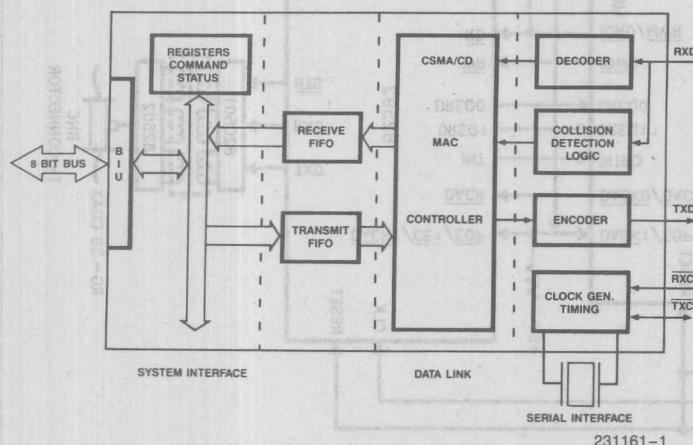 REGISTERS
COMMAND
STATUS
CSMA/CD
DECODER
RXD
8 BIT BUS
B
I
U
RECEIVE
FIFO
MAC
COLLISION
DETECTION
LOGIC
TRANSMIT
FIFO
CONTROLLER
ENCODER
TXD
CLOCK GEN.
TIMING
RXC
TXC
SYSTEM INTERFACE
DATA LINK
SERIAL INTERFACE
231161-1